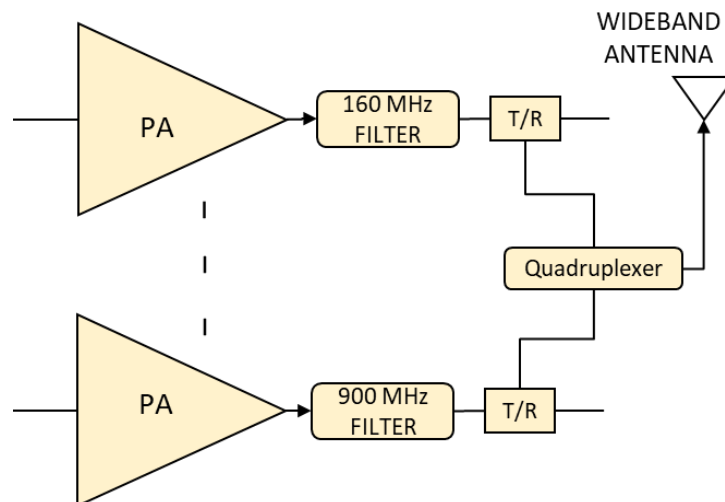 WIDEBAND
ANTENNA
PA
160 MHz
FILTER
T/R
Quadruplexer
PA
900 MHz
FILTER
T/R